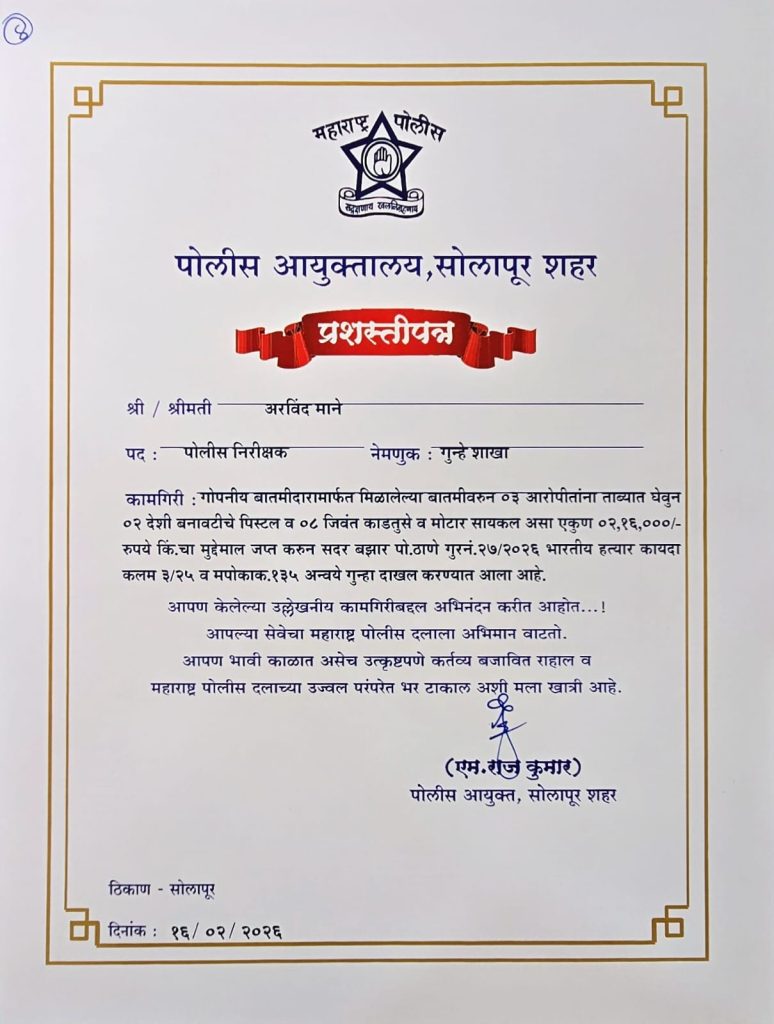 ४
महाराष्ट्र पोलीस
सद्रक्षणाय खलनिग्रहणाय
पोलीस आयुक्तालय,सोलापूर शहर
प्रशस्तीपत्र
श्री / श्रीमती अरविंद माने
पद : पोलीस निरीक्षक नेमणुक : गुन्हे शाखा
कामगिरी : गोपनीय बातमीदारामार्फत मिळालेल्या बातमीवरुन ०३ आरोपीतांना ताब्यात घेवुन
०२ देशी बनावटीचे पिस्टल व ०८ जिवंत काडतुसे व मोटार सायकल असा एकुण ०२,१६,०००/-
रुपये किं.चा मुद्देमाल जप्त करुन सदर बझार पो.ठाणे गुरनं.२७/२०२६ भारतीय हत्यार कायदा
कलम ३/२५ व मपोकाक.१३५ अन्वये गुन्हा दाखल करण्यात आला आहे.
आपण केलेल्या उल्लेखनीय कामगिरीबद्दल अभिनंदन करीत आहोत...!
आपल्या सेवेचा महाराष्ट्र पोलीस दलाला अभिमान वाटतो.
आपण भावी काळात असेच उत्कृष्टपणे कर्तव्य बजावित राहाल व
महाराष्ट्र पोलीस दलाच्या उज्वल परंपरेत भर टाकाल अशी मला खात्री आहे.
(एम.राज कुमार)
पोलीस आयुक्त, सोलापूर शहर
ठिकाण - सोलापूर
दिनांक : १६/ ०२/ २०२६